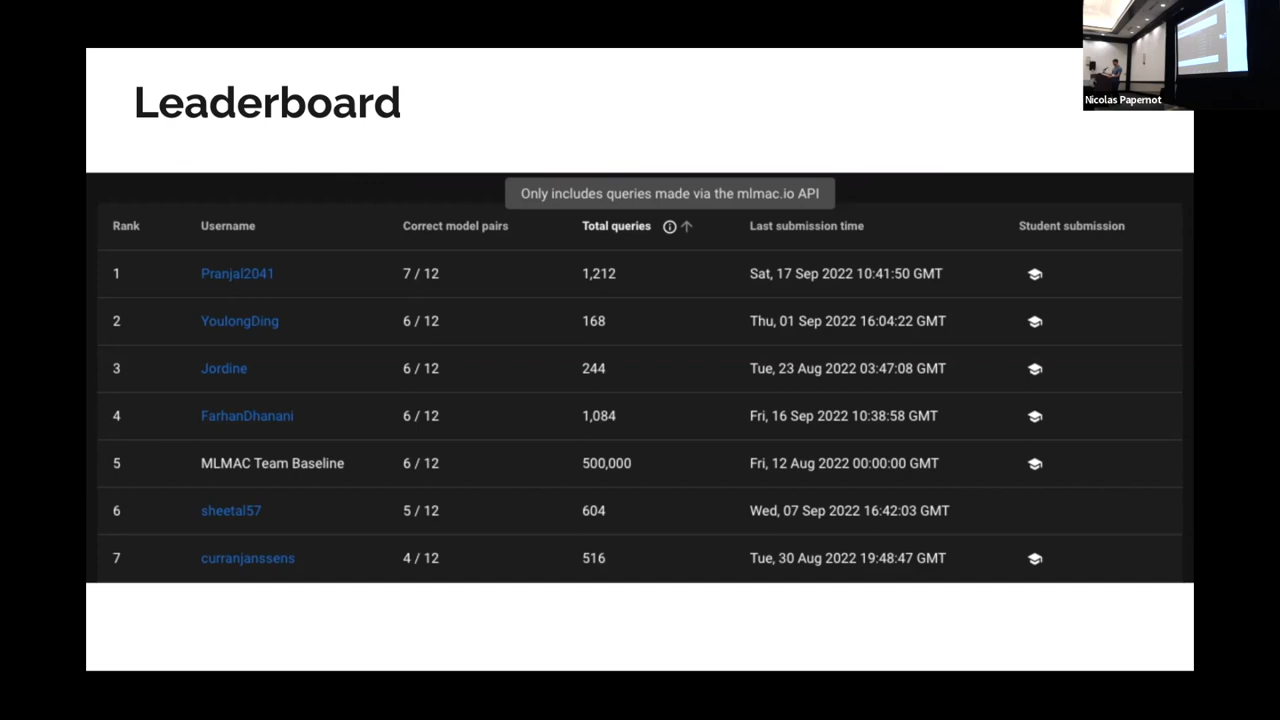 Nicolas Papernot
Leaderboard
Only includes queries made via the mlmac.io API
Rank Username Correct model pairs Total queries Last submission time Student submission
1 Pranjal2041 7 / 12 1,212 Sat, 17 Sep 2022 10:41:50 GMT
2 YoulongDing 6 / 12 168 Thu, 01 Sep 2022 16:04:22 GMT
3 Jordine 6 / 12 244 Tue, 23 Aug 2022 03:47:08 GMT
4 FarhanDhanani 6 / 12 1,084 Fri, 16 Sep 2022 10:38:58 GMT
5 MLMAC Team Baseline 6 / 12 500,000 Fri, 12 Aug 2022 00:00:00 GMT
6 sheetal57 5 / 12 604 Wed, 07 Sep 2022 16:42:03 GMT
7 curranjanssens 4 / 12 516 Tue, 30 Aug 2022 19:48:47 GMT